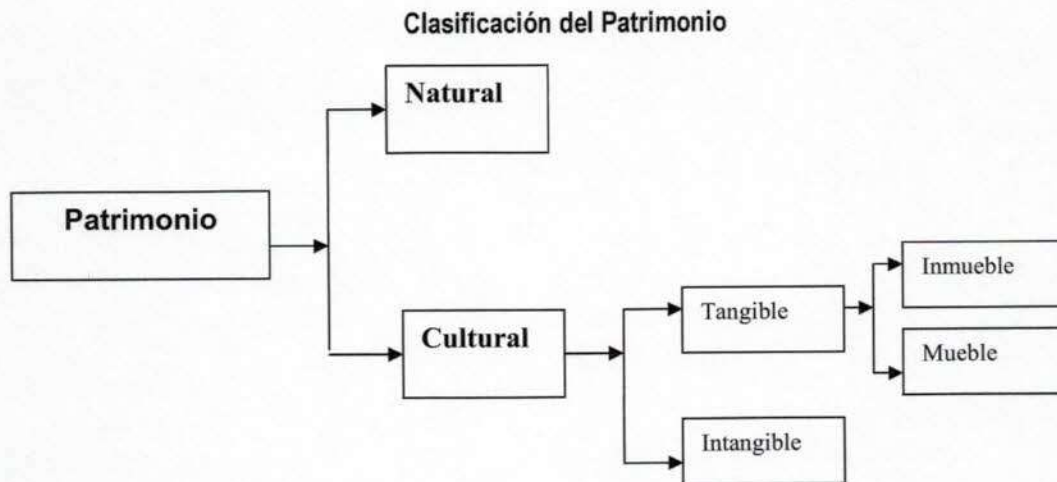 Clasificación del Patrimonio
Natural
Patrimonio
Cultural
Tangible
Inmueble
Mueble
Intangible